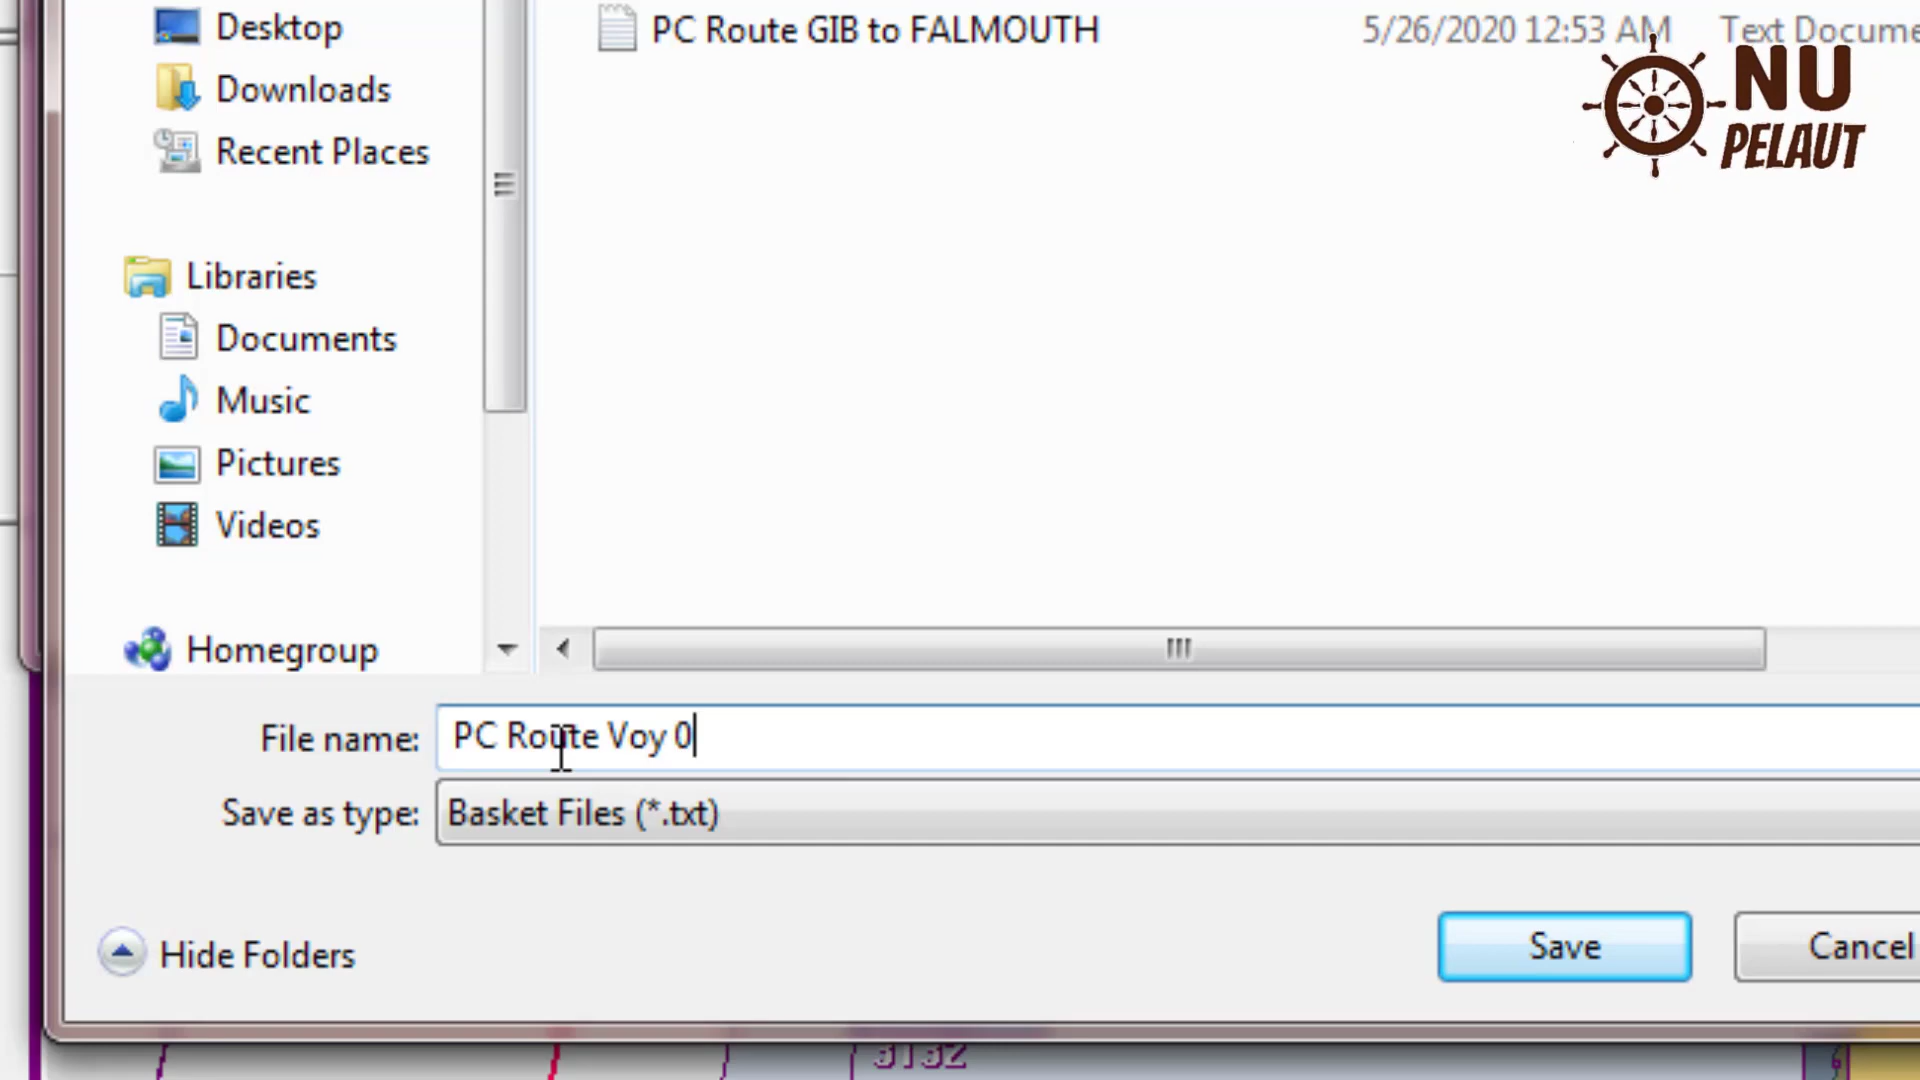 Desktop
PC Route GIB to FALMOUTH 5/26/2020 12:53 AM Text Docume
NU
PELAUT
Downloads
Recent Places
Libraries
Documents
Music
Pictures
Videos
Homegroup
File name: PC Route Voy 0
Save as type: Basket Files (*.txt)
Hide Folders
Save
Cancel